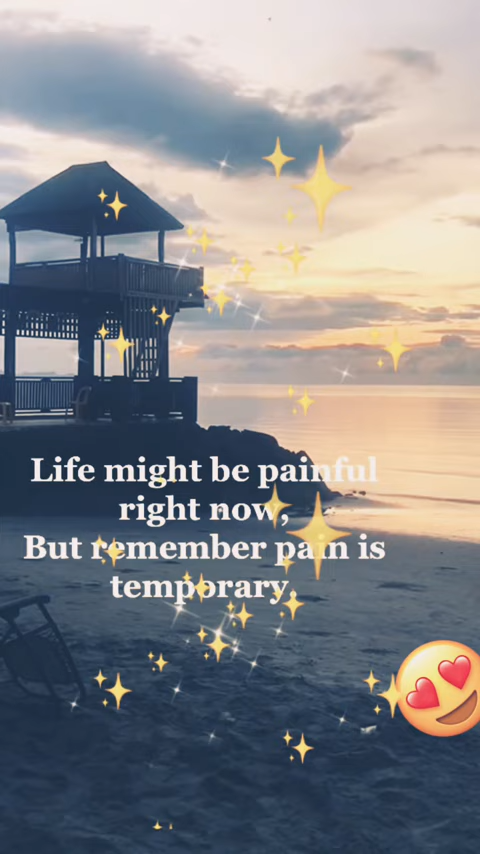 Life might be painful
right now,
But remember pain is
temporary.